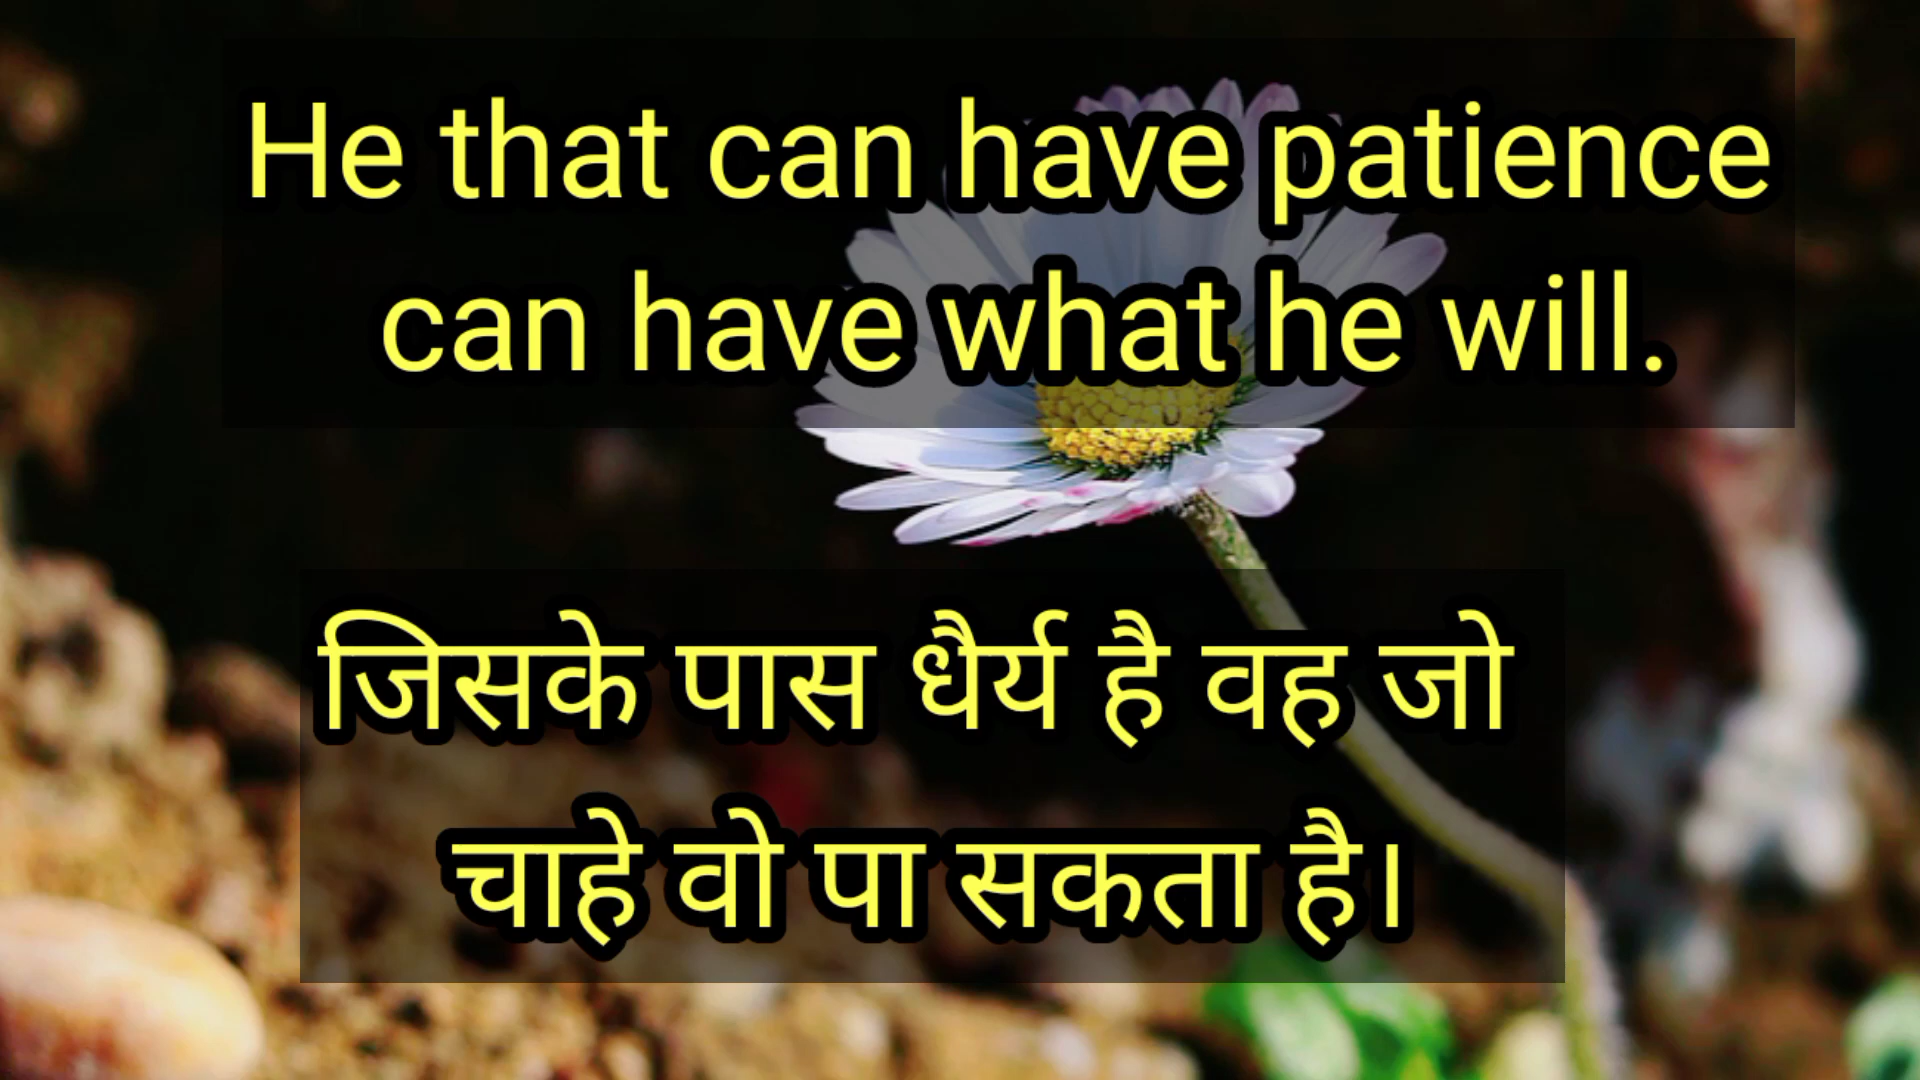 He that can have patience
can have what he will.
जिसके पास धैर्य है वह जो
चाहे वो पा सकता है।